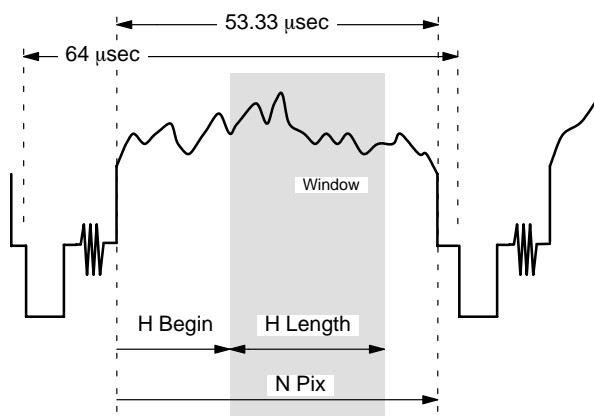 53.33 μsec
64 μsec
Window
H Begin
H Length
N Pix